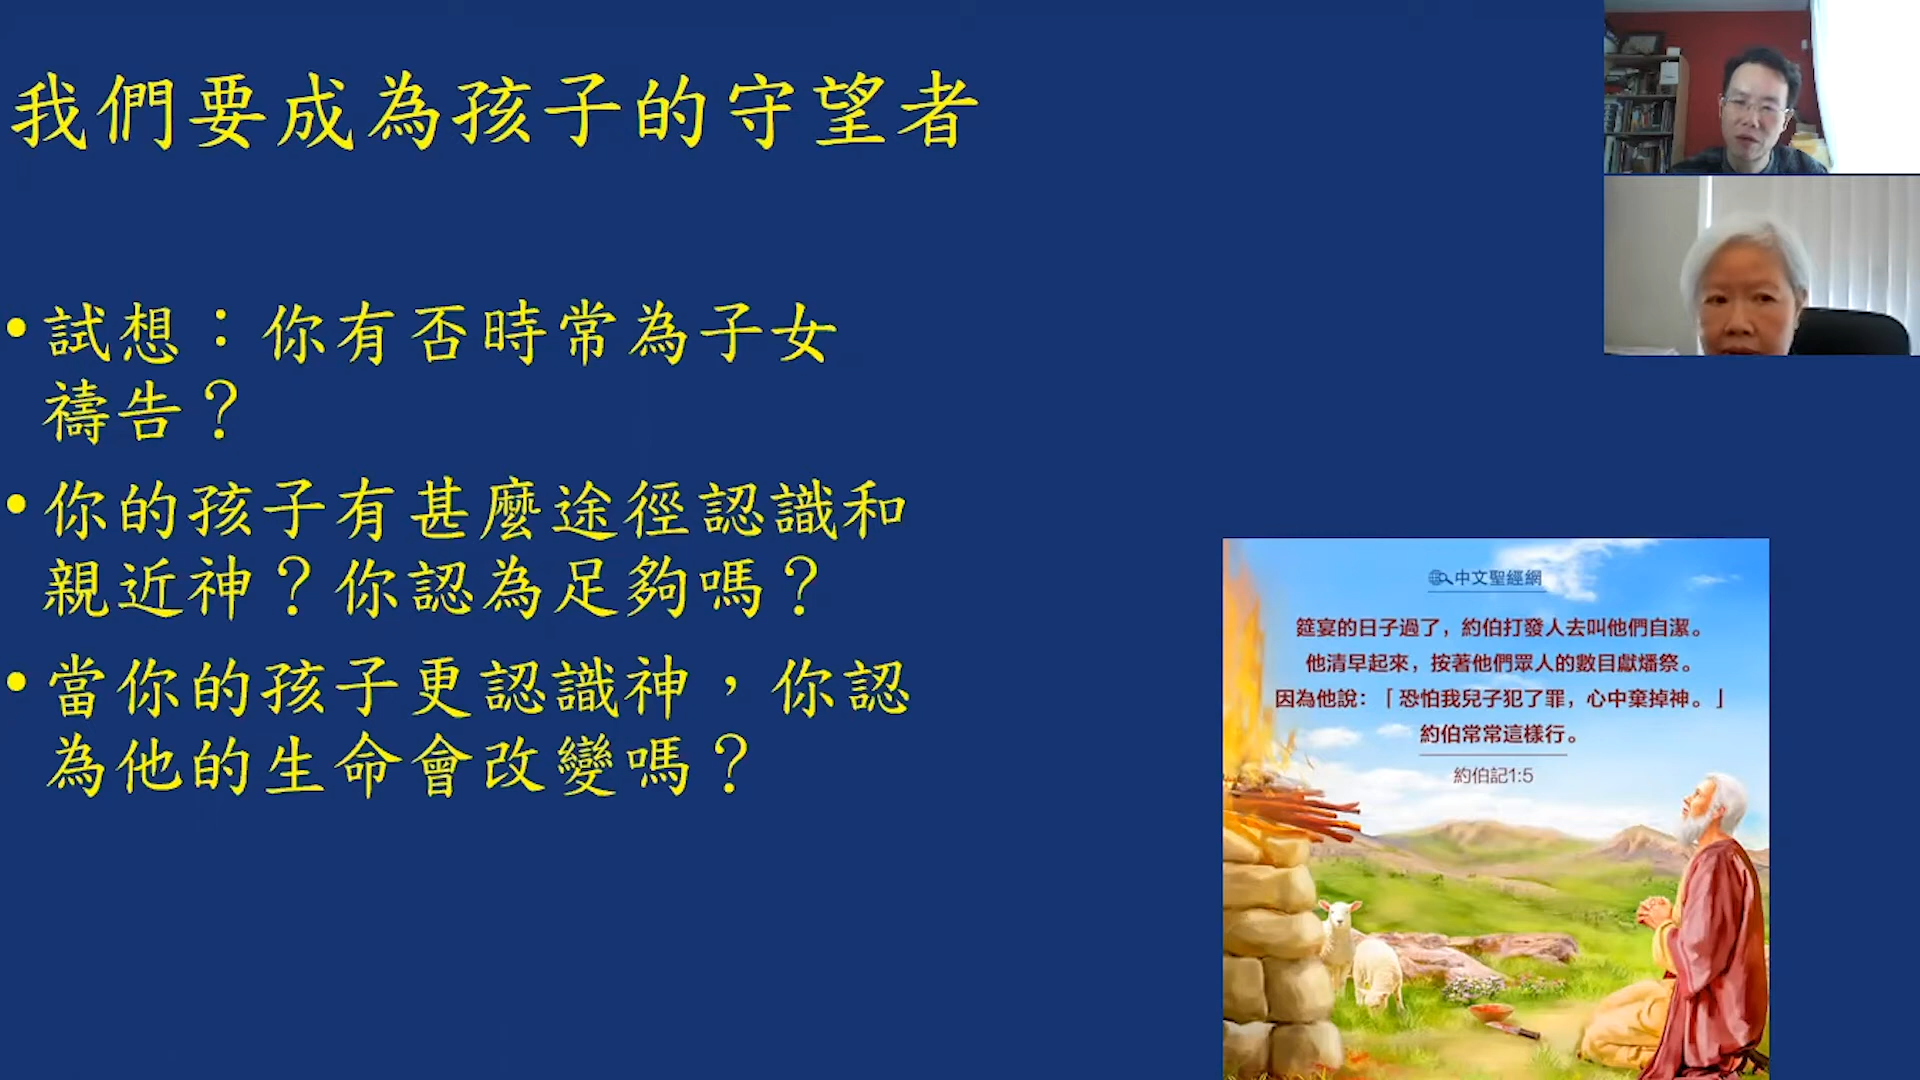 我們要成為孩子的守望者
• 試想：你有否時常為子女
禱告？
• 你的孩子有甚麼途徑認識和
親近神？你認為足夠嗎？
• 當你的孩子更認識神，你認
為他的生命會改變嗎？
中文聖經網
筵宴的日子過了，約伯打發人去叫他們自潔。
他清早起來，按著他們眾人的數目獻燔祭。
因為他說：「恐怕我兒子犯了罪，心中棄掉神。」
約伯常常這樣行。
約伯記1:5